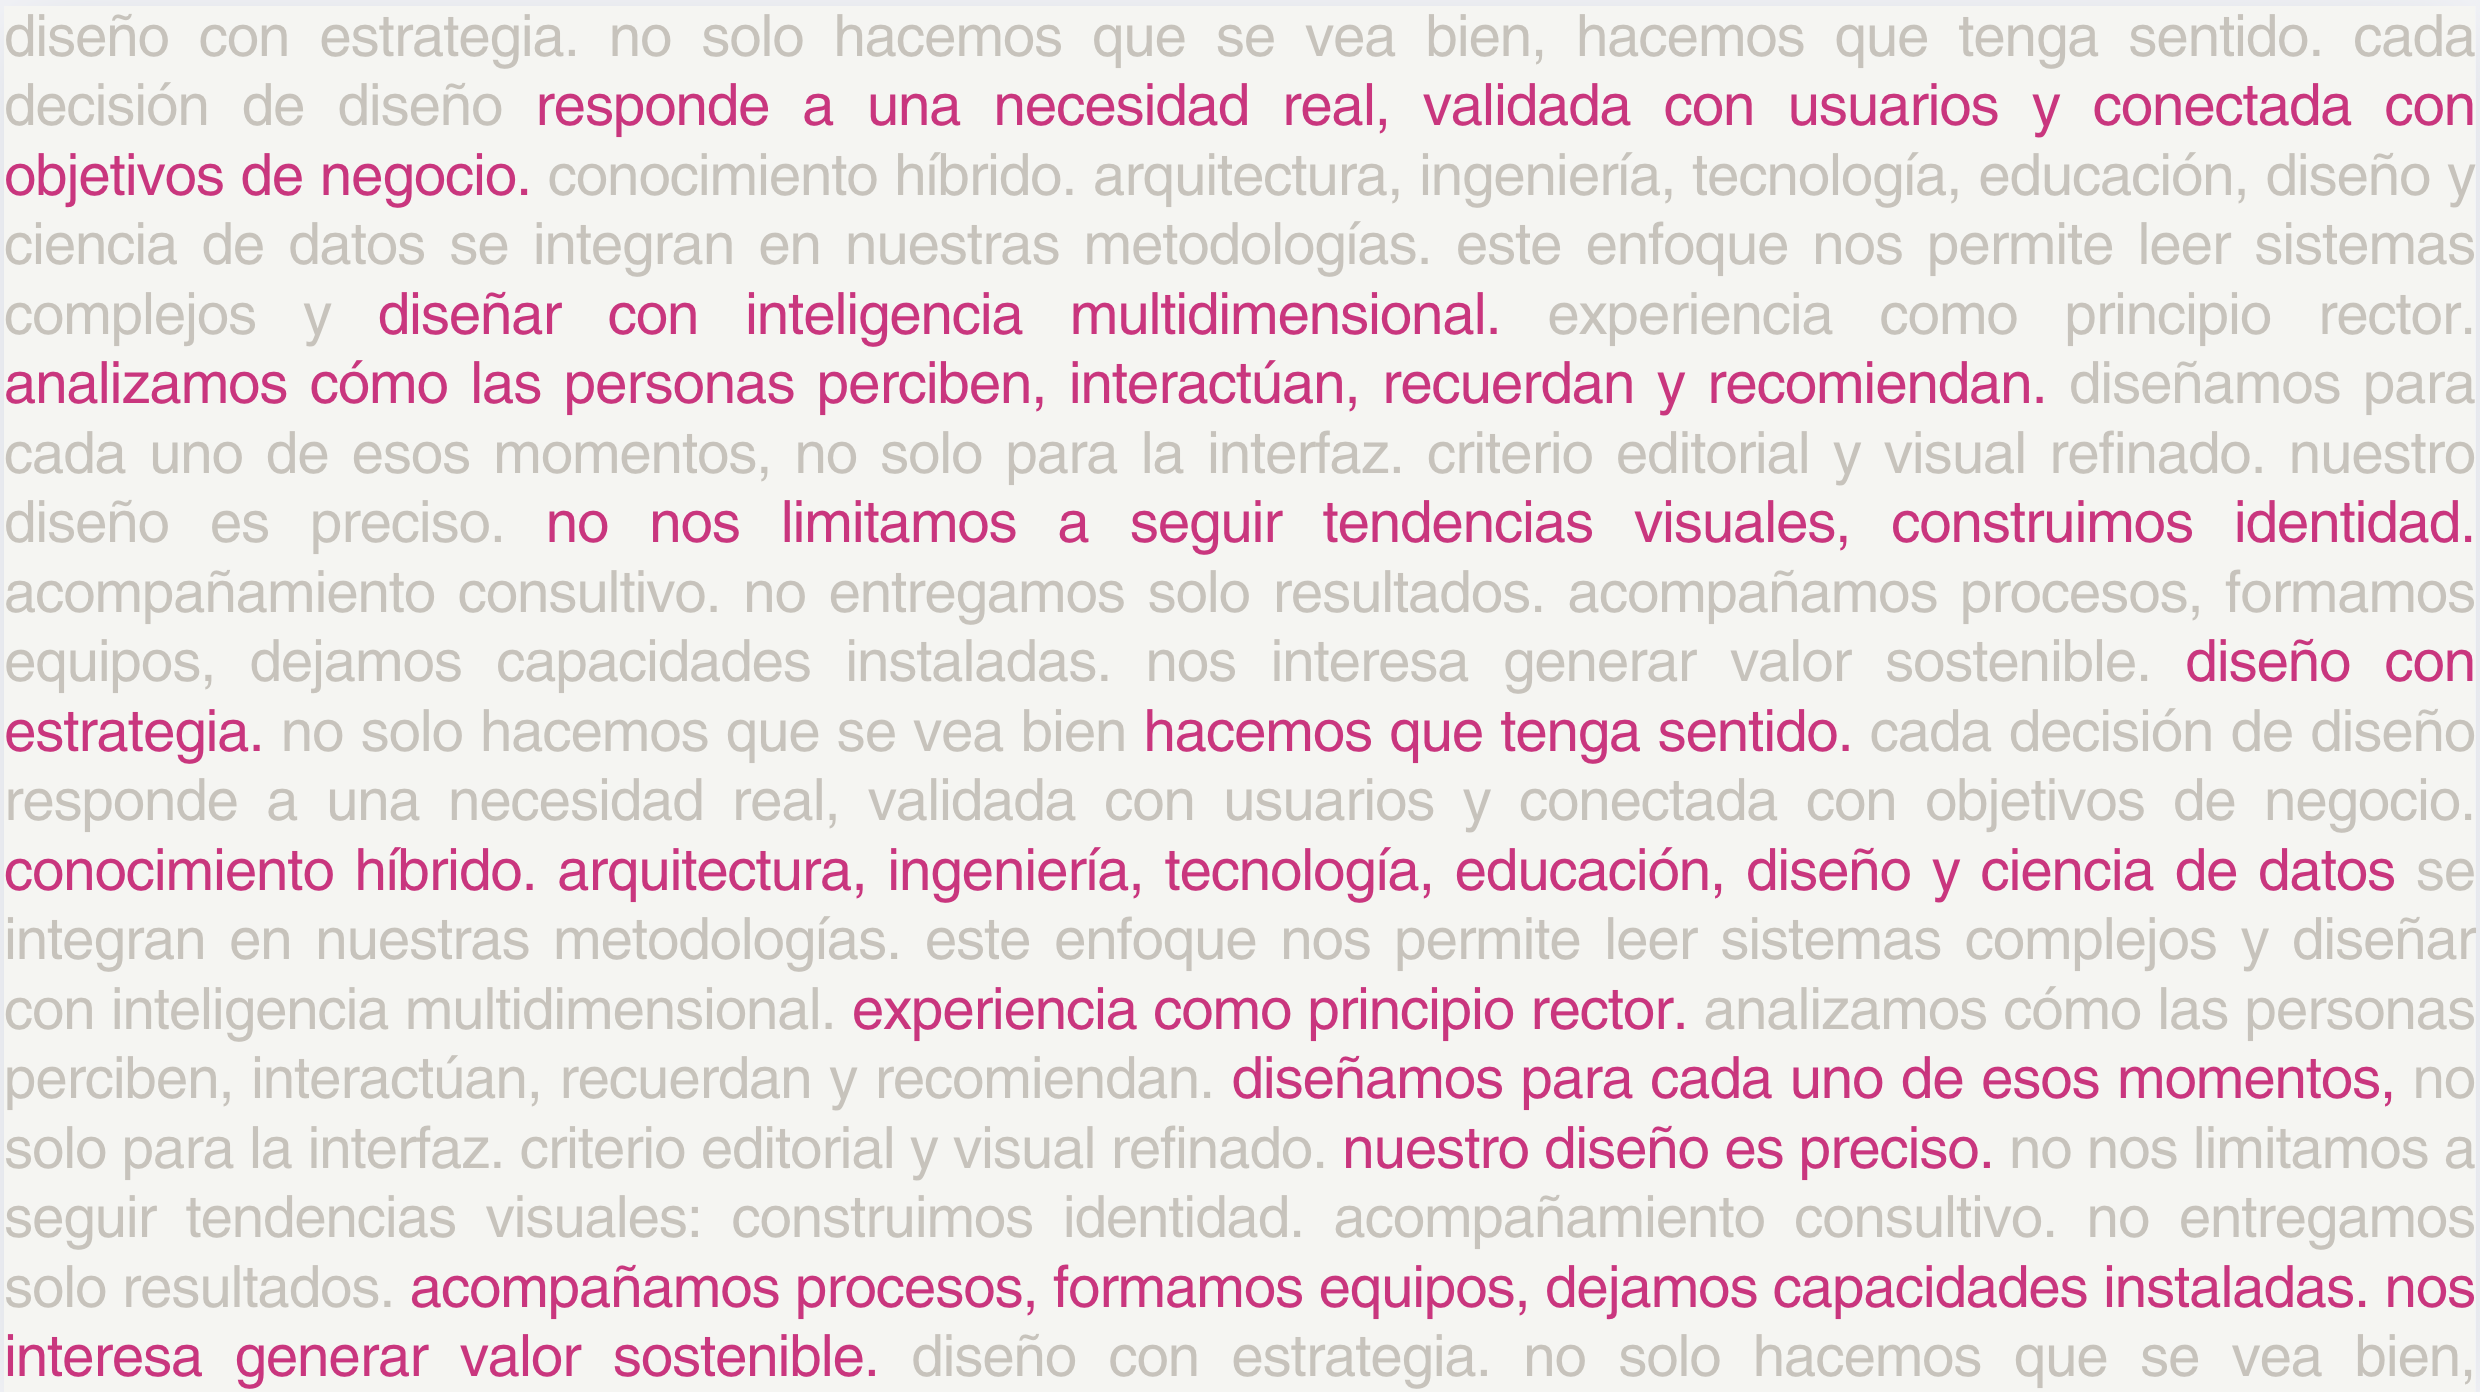 diseño con estrategia. no solo hacemos que se vea bien, hacemos que tenga sentido. cada
decisión de diseño responde a una necesidad real, validada con usuarios y conectada con
objetivos de negocio. conocimiento híbrido. arquitectura, ingeniería, tecnología, educación, diseño y
ciencia de datos se integran en nuestras metodologías. este enfoque nos permite leer sistemas
complejos y diseñar con inteligencia multidimensional. experiencia como principio rector.
analizamos cómo las personas perciben, interactúan, recuerdan y recomiendan. diseñamos para
cada uno de esos momentos, no solo para la interfaz. criterio editorial y visual refinado. nuestro
diseño es preciso. no nos limitamos a seguir tendencias visuales, construimos identidad.
acompañamiento consultivo. no entregamos solo resultados. acompañamos procesos, formamos
equipos, dejamos capacidades instaladas. nos interesa generar valor sostenible. diseño con
estrategia. no solo hacemos que se vea bien hacemos que tenga sentido. cada decisión de diseño
responde a una necesidad real, validada con usuarios y conectada con objetivos de negocio.
conocimiento híbrido. arquitectura, ingeniería, tecnología, educación, diseño y ciencia de datos se
integran en nuestras metodologías. este enfoque nos permite leer sistemas complejos y diseñar
con inteligencia multidimensional. experiencia como principio rector. analizamos cómo las personas
perciben, interactúan, recuerdan y recomiendan. diseñamos para cada uno de esos momentos, no
solo para la interfaz. criterio editorial y visual refinado. nuestro diseño es preciso. no nos limitamos a
seguir tendencias visuales: construimos identidad. acompañamiento consultivo. no entregamos
solo resultados. acompañamos procesos, formamos equipos, dejamos capacidades instaladas. nos
interesa generar valor sostenible. diseño con estrategia. no solo hacemos que se vea bien,